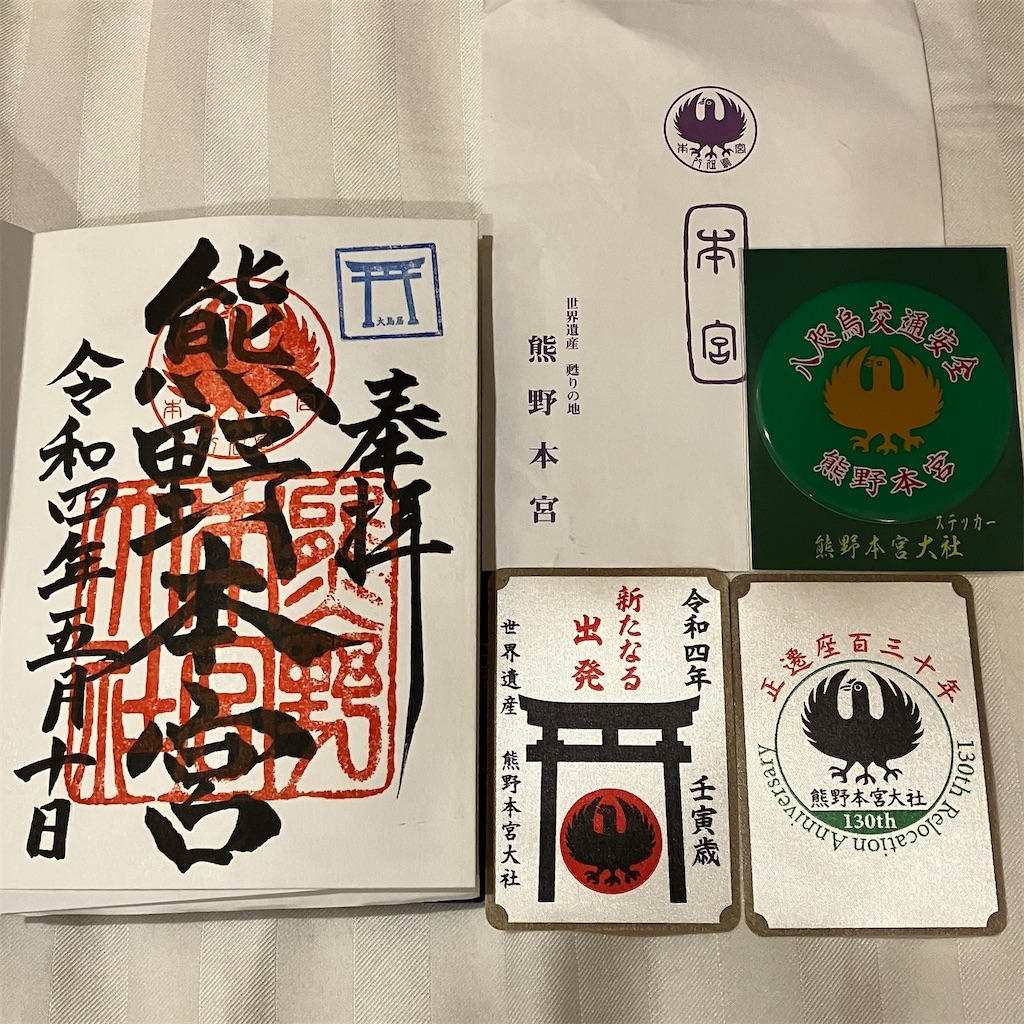 奉拝
熊野本宮
令和四年五月十日
大鳥居
本宮
本宮
世界遺産 甦りの地
熊野本宮
八咫烏交通安全
熊野本宮
ステッカー
熊野本宮大社
令和四年
新たなる
出発
壬寅歳
世界遺産 熊野本宮大社
正遷座百三十年
熊野本宮大社
130th
130th Relocation Anniversary